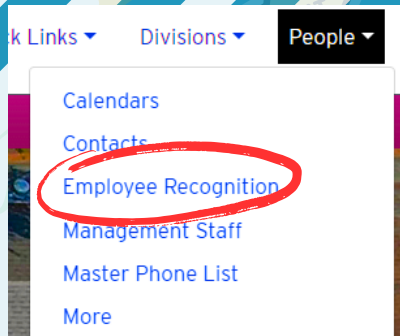 k Links Divisions People
Calendars
Contacts
Employee Recognition
Management Staff
Master Phone List
More